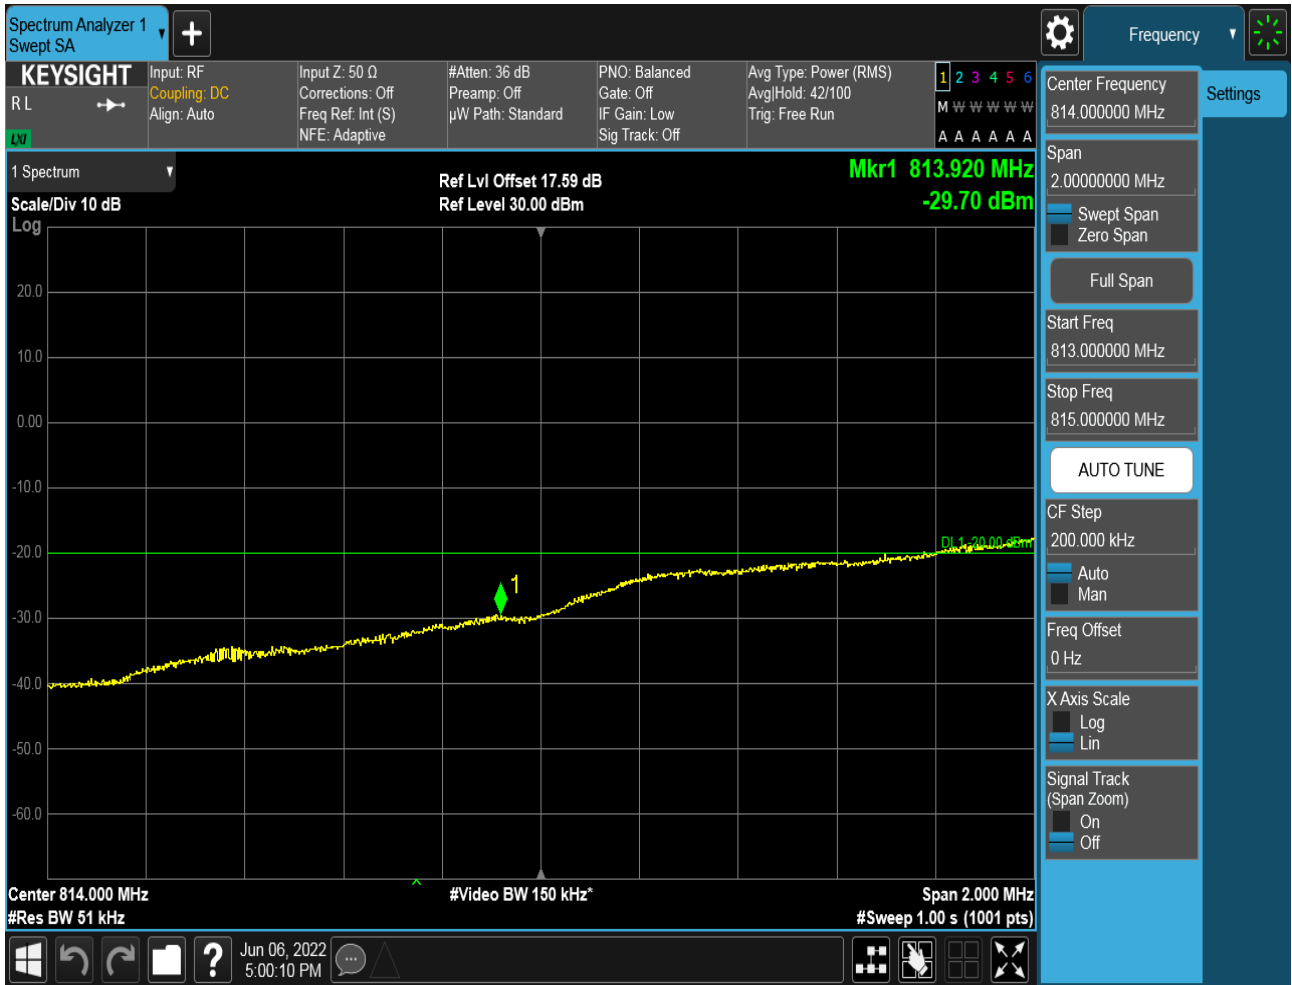 Spectrum Analyzer 1
Swept SA
Frequency
KEYSIGHT
R L
LXI
Input: RF
Coupling: DC
Align: Auto
Input Z: 50 Ω
Corrections: Off
Freq Ref: Int (S)
NFE: Adaptive
#Atten: 36 dB
Preamp: Off
µW Path: Standard
PNO: Balanced
Gate: Off
IF Gain: Low
Sig Track: Off
Avg Type: Power (RMS)
Avg|Hold: 42/100
Trig: Free Run
1 2 3 4 5 6
M W W W W W
A A A A A A
1 Spectrum
Scale/Div 10 dB
Log
Ref Lvl Offset 17.59 dB
Ref Level 30.00 dBm
Mkr1 813.920 MHz
-29.70 dBm
20.0
10.0
0.00
-10.0
-20.0
-30.0
-40.0
-50.0
-60.0
DL1 -20.00 dBm
1
Center 814.000 MHz
#Res BW 51 kHz
#Video BW 150 kHz*
Span 2.000 MHz
#Sweep 1.00 s (1001 pts)
Center Frequency
814.000000 MHz
Settings
Span
2.00000000 MHz
Swept Span
Zero Span
Full Span
Start Freq
813.000000 MHz
Stop Freq
815.000000 MHz
AUTO TUNE
CF Step
200.000 kHz
Auto
Man
Freq Offset
0 Hz
X Axis Scale
Log
Lin
Signal Track
(Span Zoom)
On
Off
?
Jun 06, 2022
5:00:10 PM